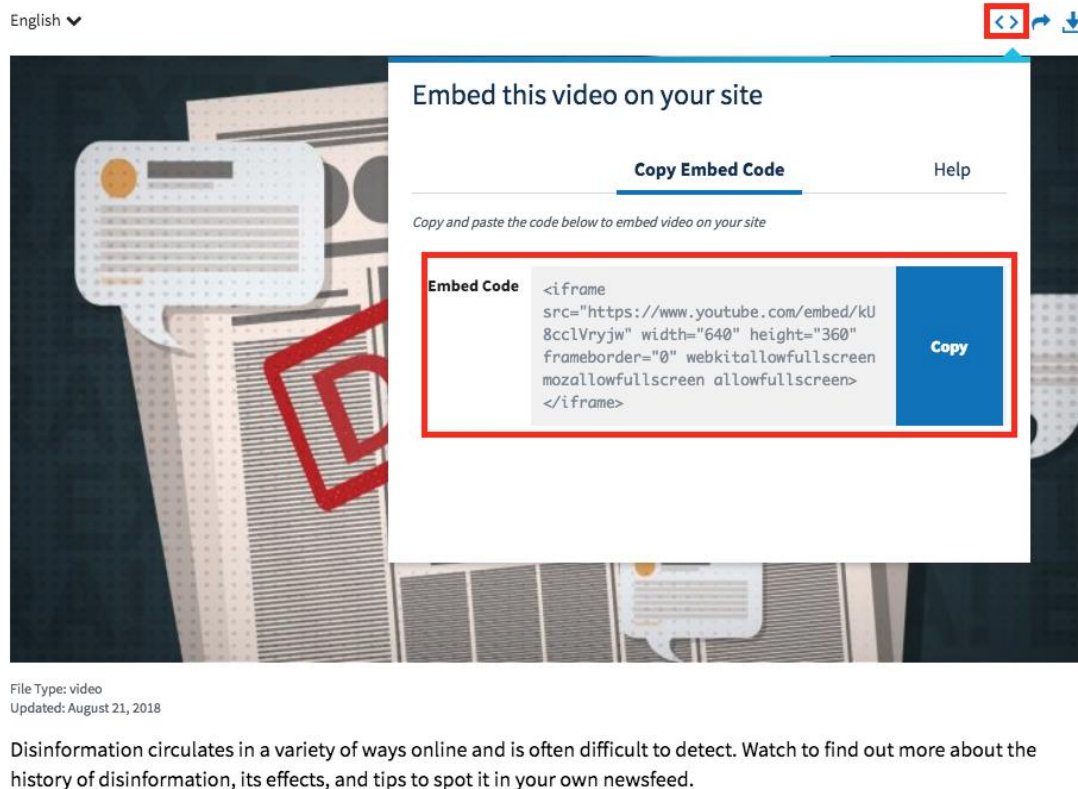 English
Embed this video on your site
Copy Embed Code
Help
Copy and paste the code below to embed video on your site
Embed Code
<iframe
src="https://www.youtube.com/embed/kU
8cclVryjw" width="640" height="360"
frameborder="0" webkitallowfullscreen
mozallowfullscreen allowfullscreen>
</iframe>
Copy
File Type: video
Updated: August 21, 2018
Disinformation circulates in a variety of ways online and is often difficult to detect. Watch to find out more about the
history of disinformation, its effects, and tips to spot it in your own newsfeed.